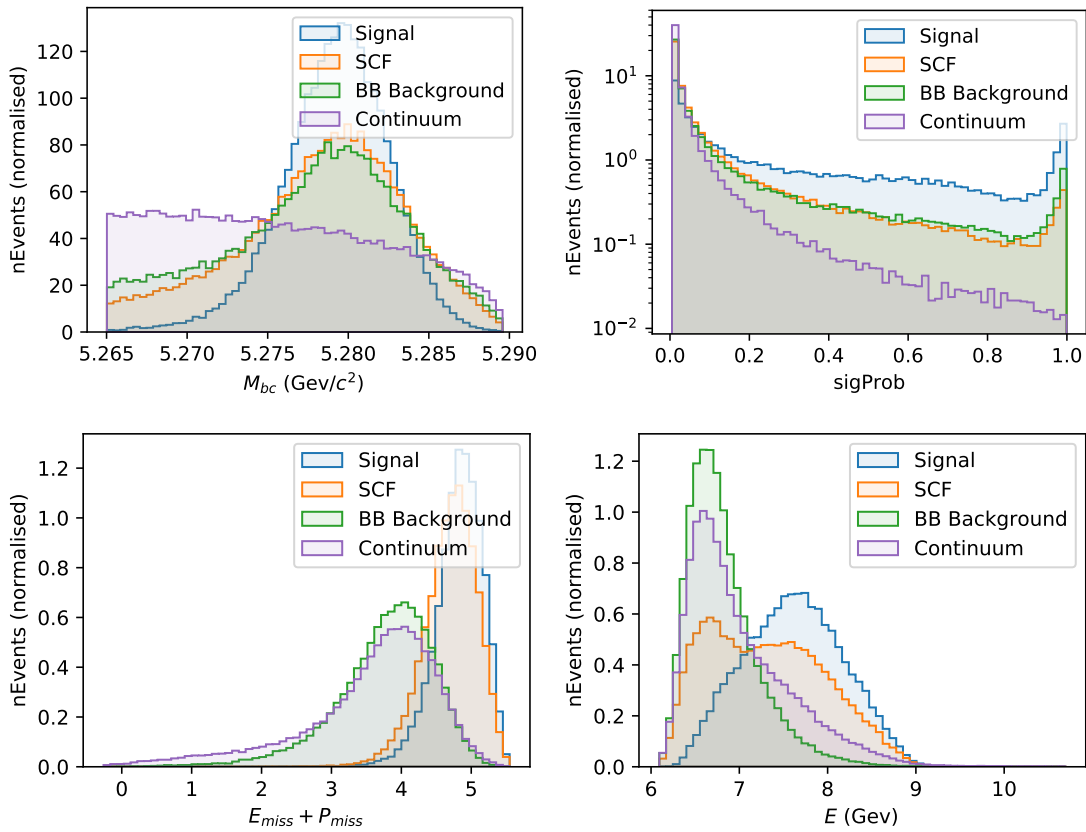 nEvents (normalised)
120
100
80
60
40
20
0
5.265 5.270 5.275 5.280 5.285 5.290
M_bc (Gev/c²)
Signal
SCF
BB Background
Continuum
nEvents (normalised)
10¹
10⁰
10⁻¹
10⁻²
0.0 0.2 0.4 0.6 0.8 1.0
sigProb
Signal
SCF
BB Background
Continuum
nEvents (normalised)
1.2
1.0
0.8
0.6
0.4
0.2
0.0
0 1 2 3 4 5
E_miss + P_miss
Signal
SCF
BB Background
Continuum
nEvents (normalised)
1.2
1.0
0.8
0.6
0.4
0.2
0.0
6 7 8 9 10
E (Gev)
Signal
SCF
BB Background
Continuum